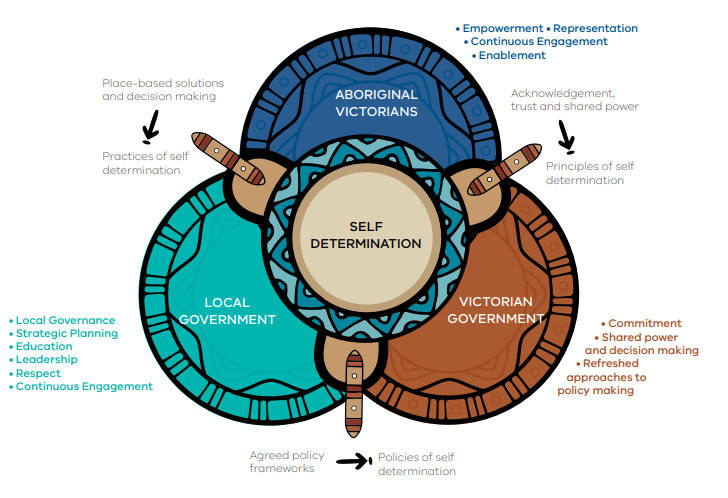 • Empowerment • Representation
• Continuous Engagement
• Enablement
Place-based solutions
and decision making
Practices of self
determination
ABORIGINAL
VICTORIANS
Acknowledgement,
trust and shared power
Principles of self
determination
SELF
DETERMINATION
LOCAL
GOVERNMENT
VICTORIAN
GOVERNMENT
• Local Governance
• Strategic Planning
• Education
• Leadership
• Respect
• Continuous Engagement
• Commitment
• Shared power
and decision making
• Refreshed
approaches to
policy making
Agreed policy
frameworks
Policies of self
determination